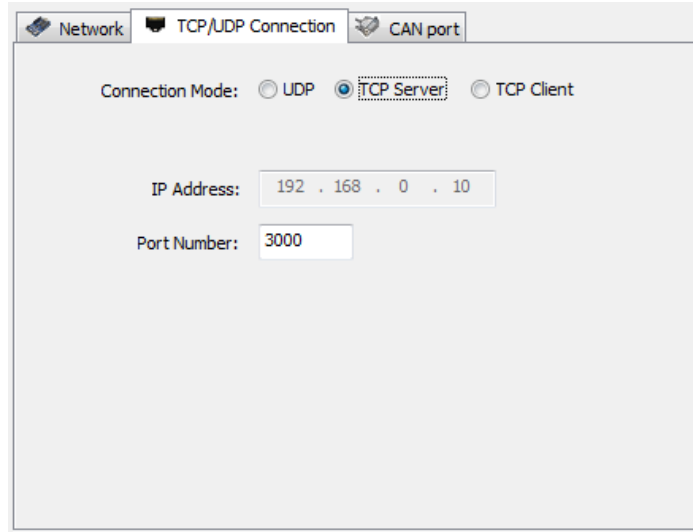 Network TCP/UDP Connection CAN port
Connection Mode: UDP TCP Server TCP Client
IP Address: 192 . 168 . 0 . 10
Port Number: 3000